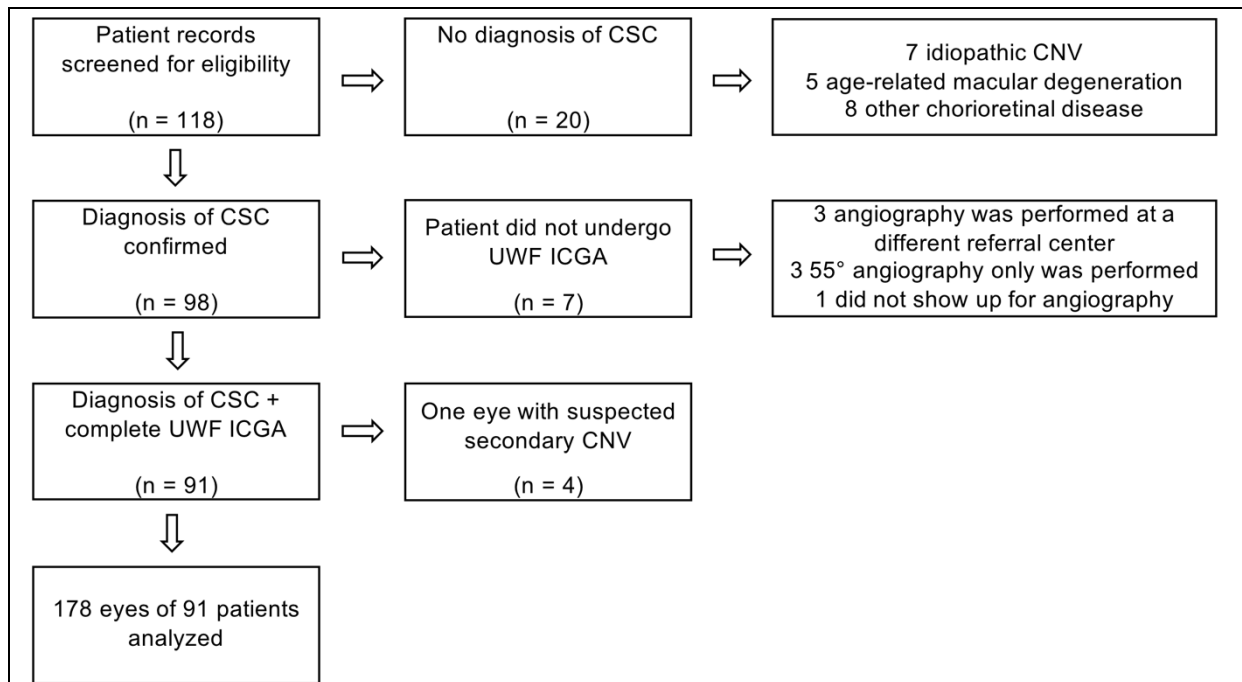 Patient records
screened for eligibility
(n = 118)
No diagnosis of CSC
(n = 20)
7 idiopathic CNV
5 age-related macular degeneration
8 other chorioretinal disease
Diagnosis of CSC
confirmed
(n = 98)
Patient did not undergo
UWF ICGA
(n = 7)
3 angiography was performed at a
different referral center
3 55° angiography only was performed
1 did not show up for angiography
Diagnosis of CSC +
complete UWF ICGA
(n = 91)
One eye with suspected
secondary CNV
(n = 4)
178 eyes of 91 patients
analyzed